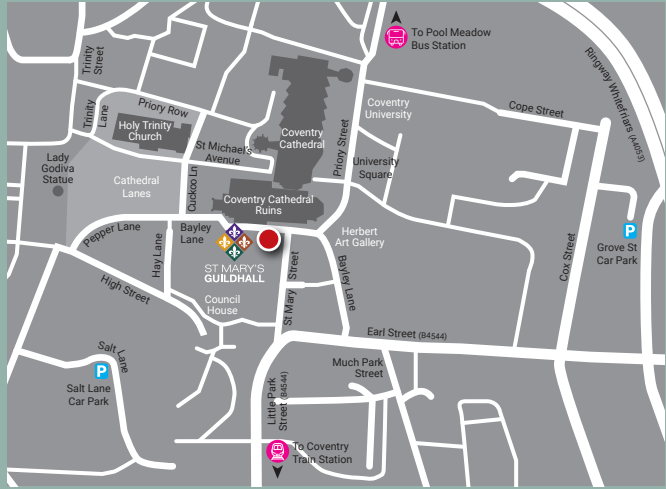 To Pool Meadow
Bus Station
Trinity
Street
Ringway Whitefriars (A4053)
Trinity
Lane
Priory Row
Coventry
University
Cope Street
Holy Trinity
Church
Coventry
Cathedral
Priory Street
St Michael's
Avenue
University
Square
Lady
Godiva
Statue
Cathedral
Lanes
Cuckoo Ln
Coventry Cathedral
Ruins
Pepper Lane
Bayley
Lane
Herbert
Art Gallery
P
Grove St
Car Park
Hay Lane
ST MARY'S
GUILDHALL
St Mary Street
Bayley Lane
Cox Street
High Street
Council
House
Earl Street (B4544)
Salt Lane
Much Park
Street
P
Salt Lane
Car Park
Little Park
Street (B4544)
To Coventry
Train Station